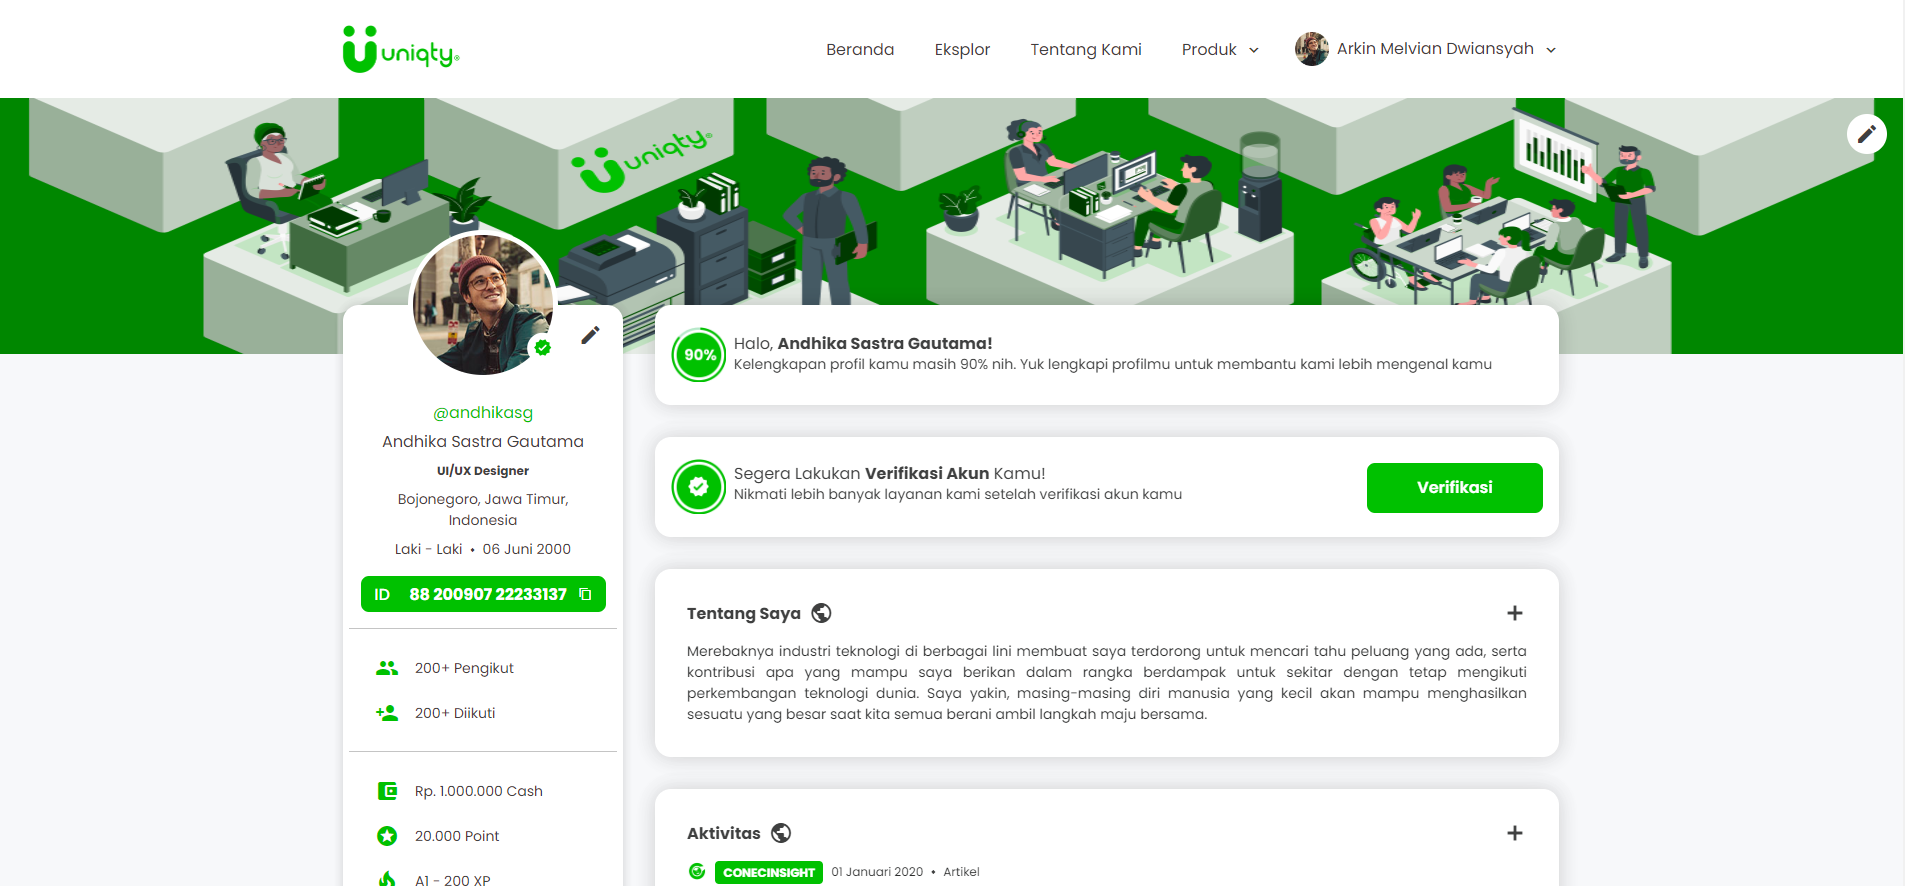 uniqty®
Beranda
Eksplor
Tentang Kami
Produk
Arkin Melvian Dwiansyah
uniqty®
@andhikasg
Andhika Sastra Gautama
UI/UX Designer
Bojonegoro, Jawa Timur,
Indonesia
Laki - Laki • 06 Juni 2000
ID 88 200907 22233137
200+ Pengikut
200+ Diikuti
Rp. 1.000.000 Cash
20.000 Point
A1 - 200 XP
90%
Halo, Andhika Sastra Gautama!
Kelengkapan profil kamu masih 90% nih. Yuk lengkapi profilmu untuk membantu kami lebih mengenal kamu
Segera Lakukan Verifikasi Akun Kamu!
Nikmati lebih banyak layanan kami setelah verifikasi akun kamu
Verifikasi
Tentang Saya
Merebaknya industri teknologi di berbagai lini membuat saya terdorong untuk mencari tahu peluang yang ada, serta
kontribusi apa yang mampu saya berikan dalam rangka berdampak untuk sekitar dengan tetap mengikuti
perkembangan teknologi dunia. Saya yakin, masing-masing diri manusia yang kecil akan mampu menghasilkan
sesuatu yang besar saat kita semua berani ambil langkah maju bersama.
Aktivitas
CONECINSIGHT 01 Januari 2020 • Artikel